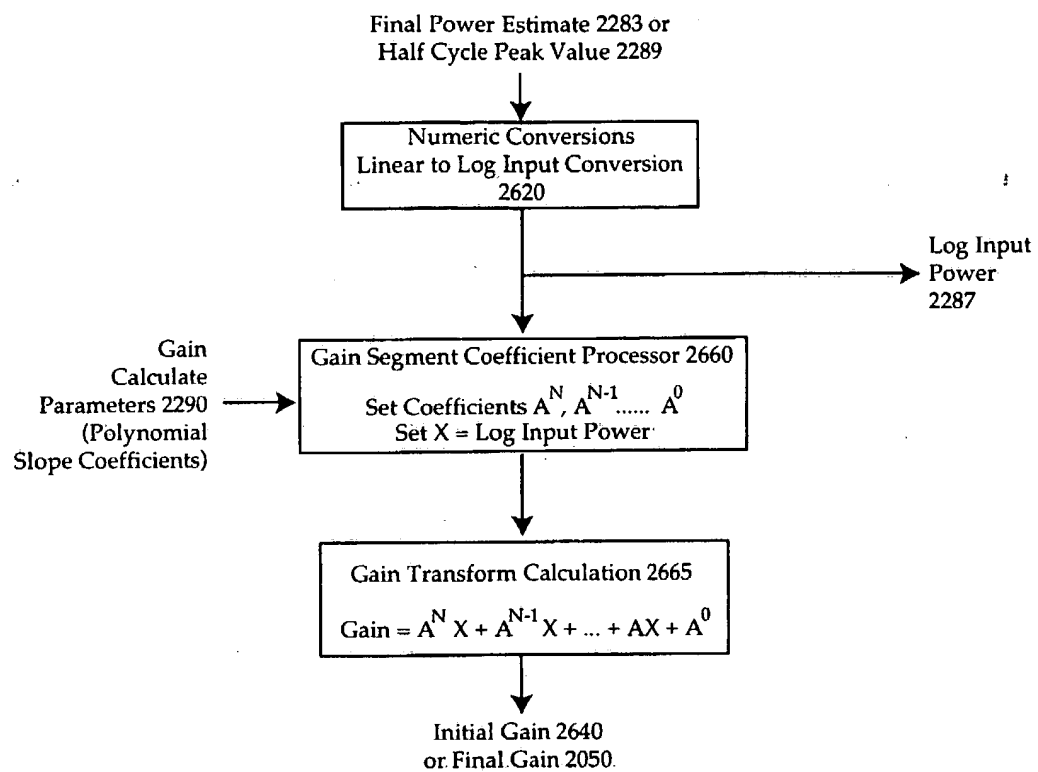 Final Power Estimate 2283 or
Half Cycle Peak Value 2289
Numeric Conversions
Linear to Log Input Conversion
2620
Log Input
Power
2287
Gain
Calculate
Parameters 2290
(Polynomial
Slope Coefficients)
Gain Segment Coefficient Processor 2660
Set Coefficients A^N, A^N-1 ...... A^0
Set X = Log Input Power
Gain Transform Calculation 2665
Gain = A^N X + A^N-1 X + ... + AX + A^0
Initial Gain 2640
or Final Gain 2050